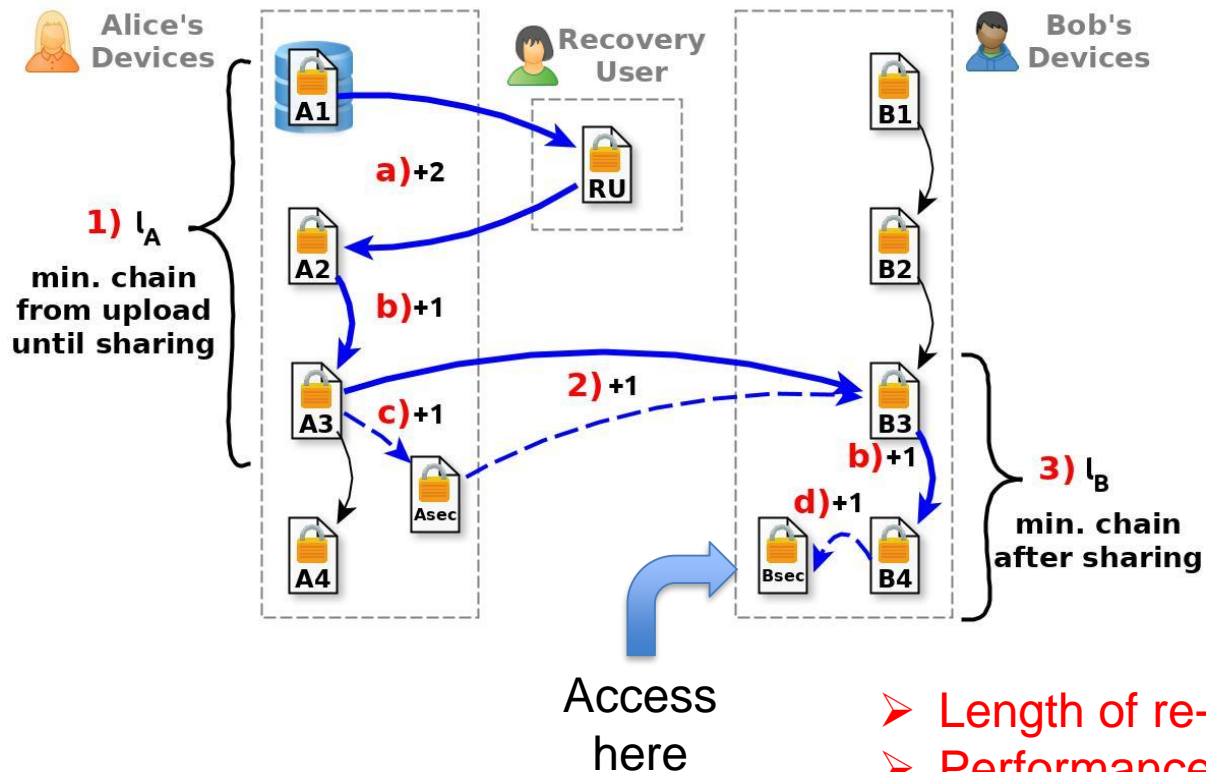 Alice's
Devices
Recovery
User
Bob's
Devices
A1
B1
RU
a)+2
1) lA
min. chain
from upload
until sharing
A2
B2
b)+1
A3
2)+1
B3
c)+1
Asec
b)+1
3) lB
min. chain
after sharing
d)+1
A4
Bsec
B4
Access
here
➢ Length of re-
➢ Performance